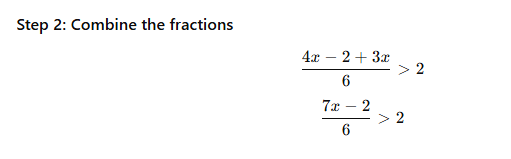 Step 2: Combine the fractions
(4x − 2 + 3x)/6 > 2
(7x − 2)/6 > 2